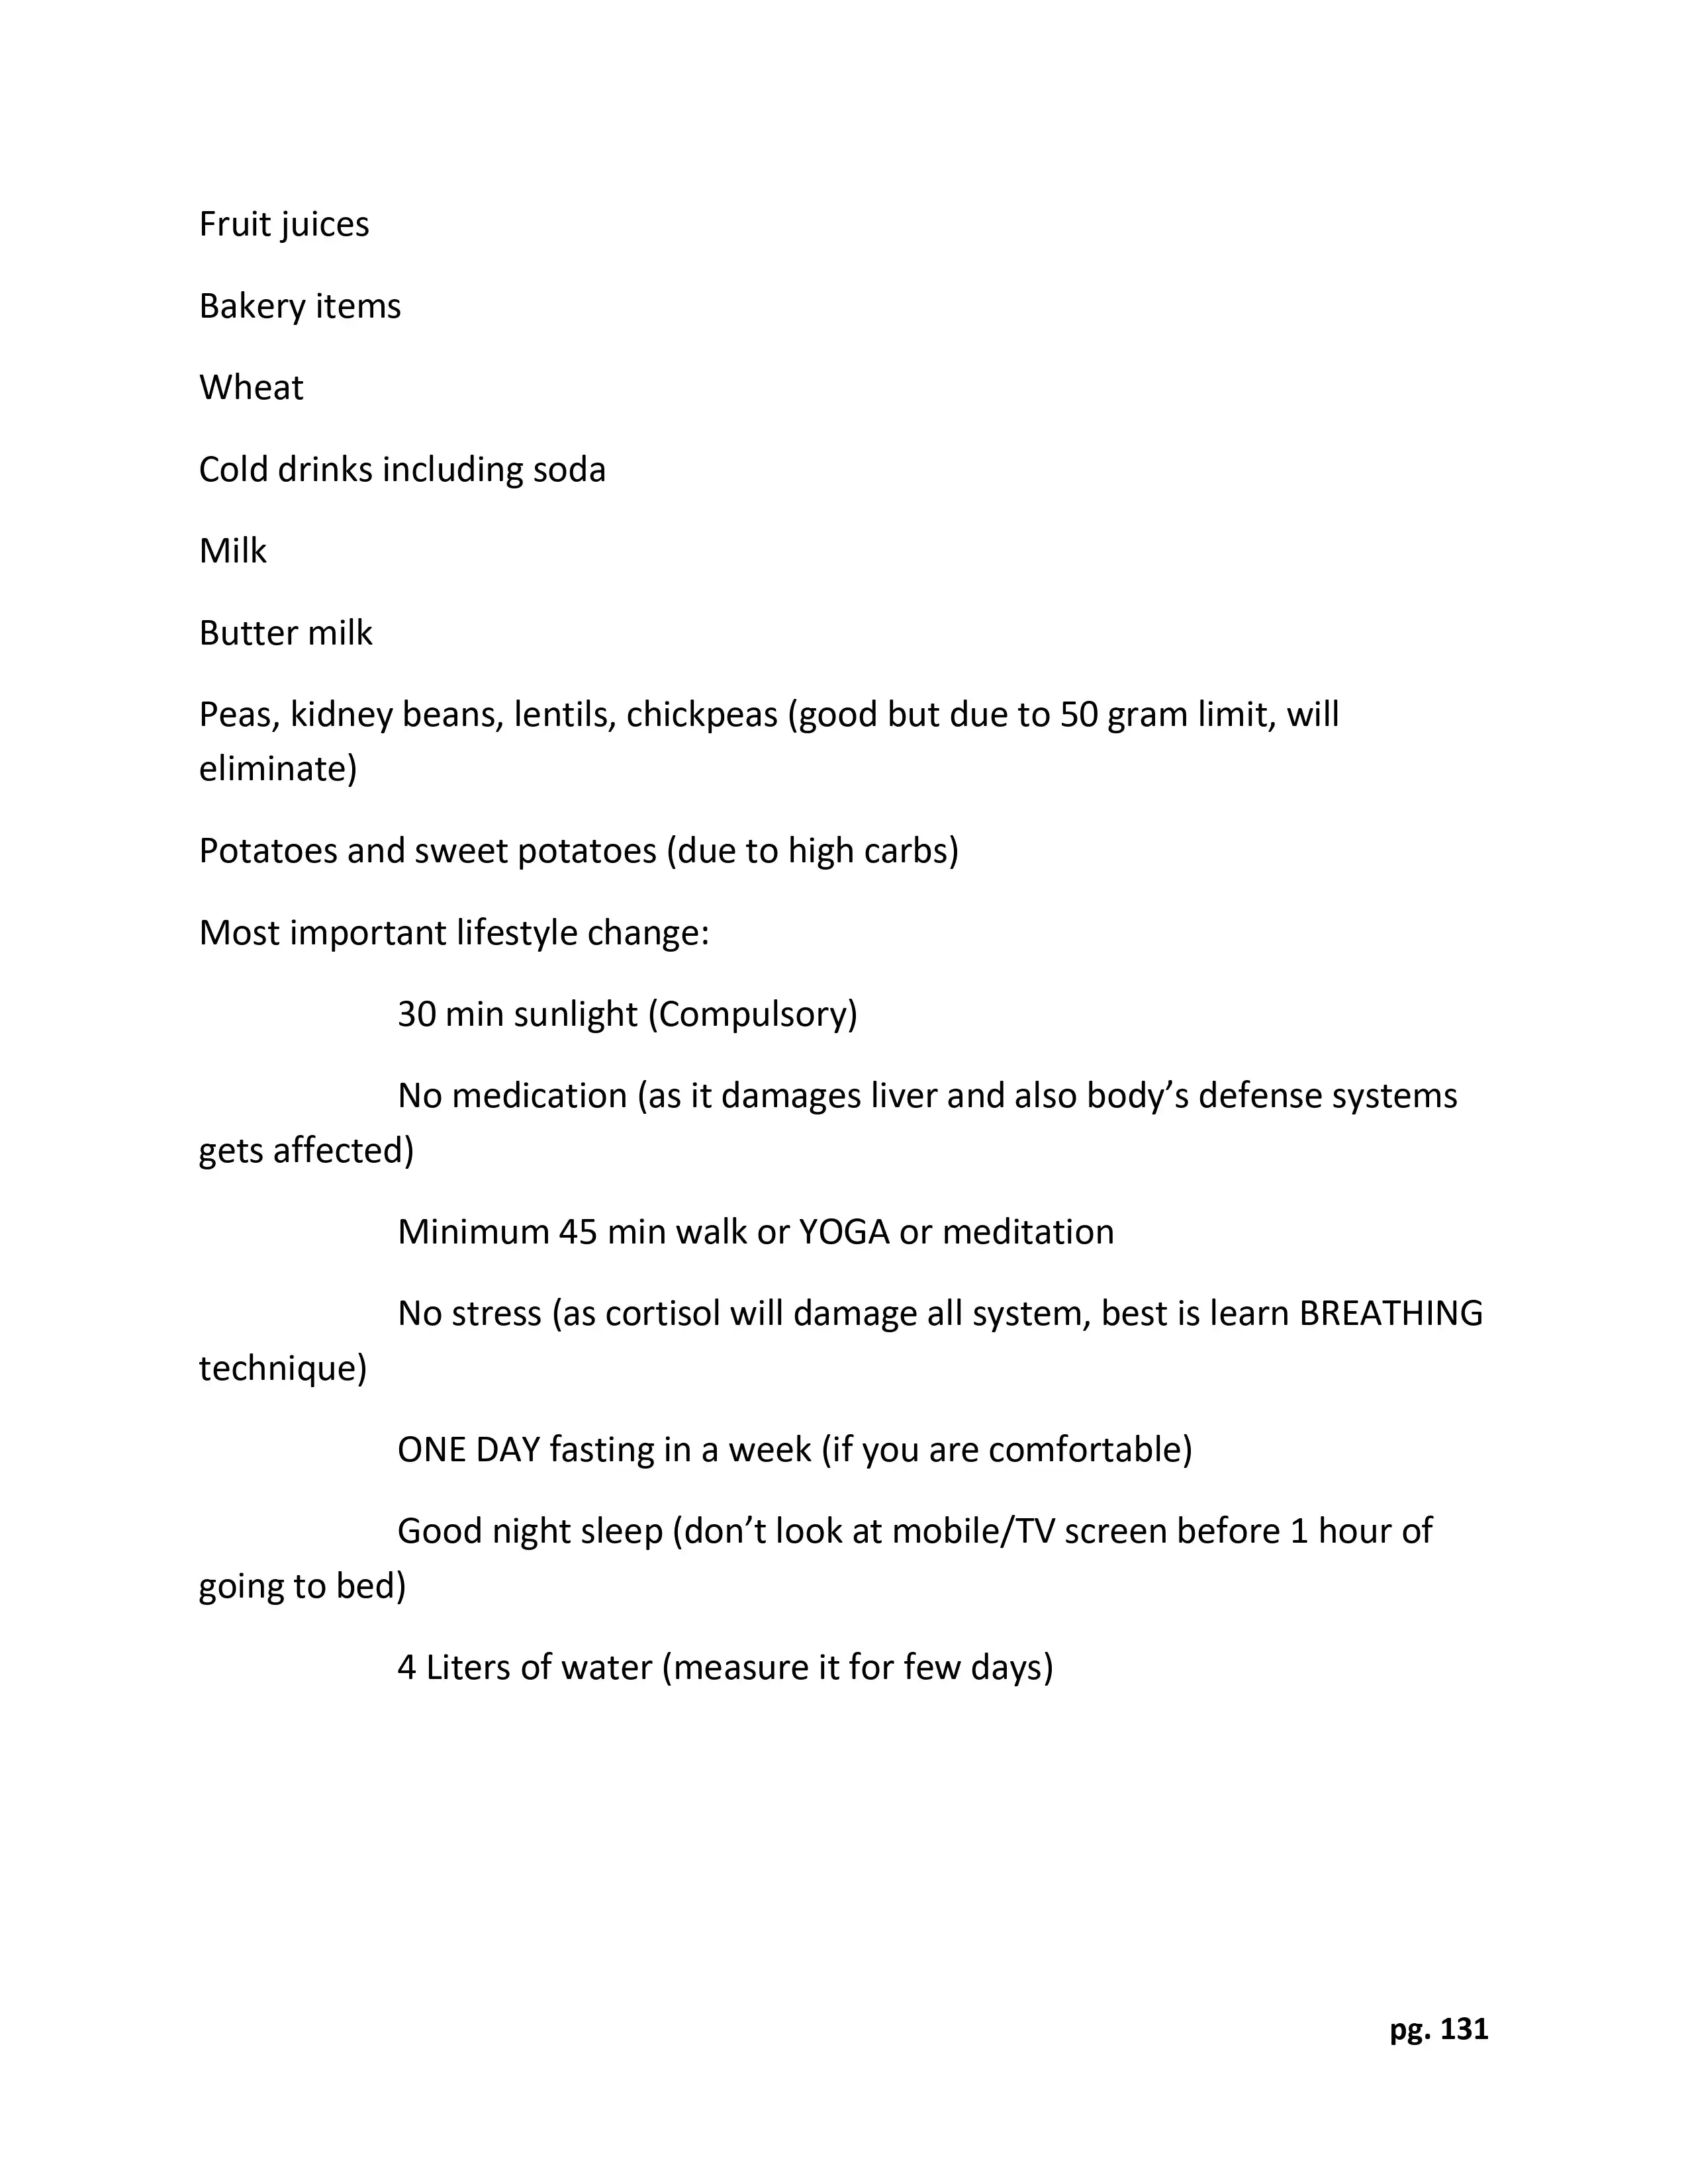 Fruit juices
Bakery items
Wheat
Cold drinks including soda
Milk
Butter milk
Peas, kidney beans, lentils, chickpeas (good but due to 50 gram limit, will
eliminate)
Potatoes and sweet potatoes (due to high carbs)
Most important lifestyle change:
30 min sunlight (Compulsory)
No medication (as it damages liver and also body’s defense systems
gets affected)
Minimum 45 min walk or YOGA or meditation
No stress (as cortisol will damage all system, best is learn BREATHING
technique)
ONE DAY fasting in a week (if you are comfortable)
Good night sleep (don’t look at mobile/TV screen before 1 hour of
going to bed)
4 Liters of water (measure it for few days)
pg. 131